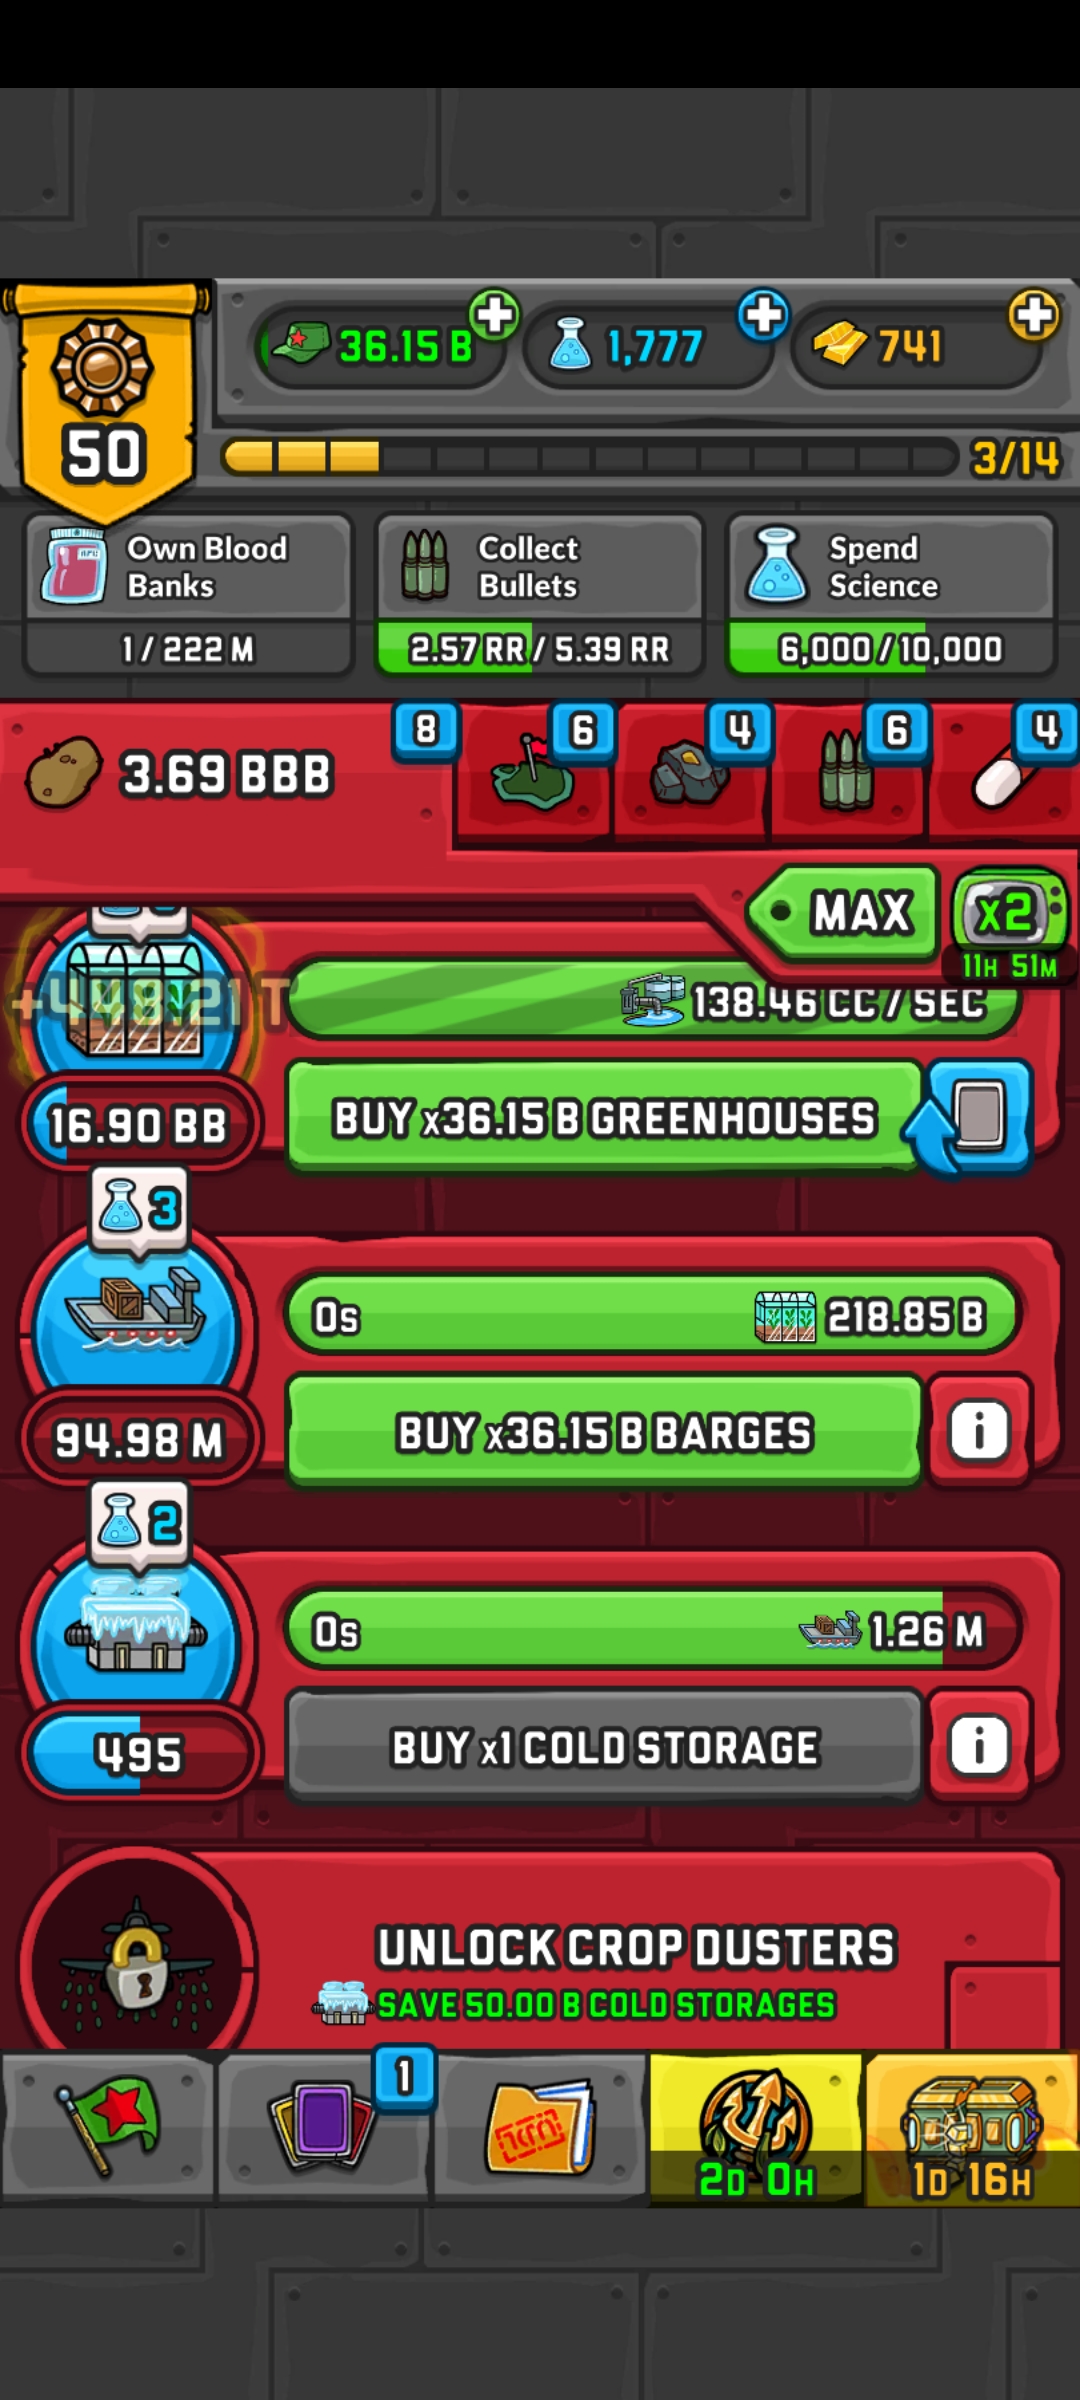 50
36.15 B
1,777
741
3/14
Own Blood
Banks
1 / 222 M
Collect
Bullets
2.57 RR / 5.39 RR
Spend
Science
6,000 / 10,000
3.69 BBB
8
6
4
6
4
MAX
x2
11H 51M
+448.21 T
138.46 CC / SEC
16.90 BB
BUY x36.15 B GREENHOUSES
3
0s
218.85 B
94.98 M
BUY x36.15 B BARGES
i
2
0s
1.26 M
495
BUY x1 COLD STORAGE
i
UNLOCK CROP DUSTERS
SAVE 50.00 B COLD STORAGES
1
2D 0H
1D 16H